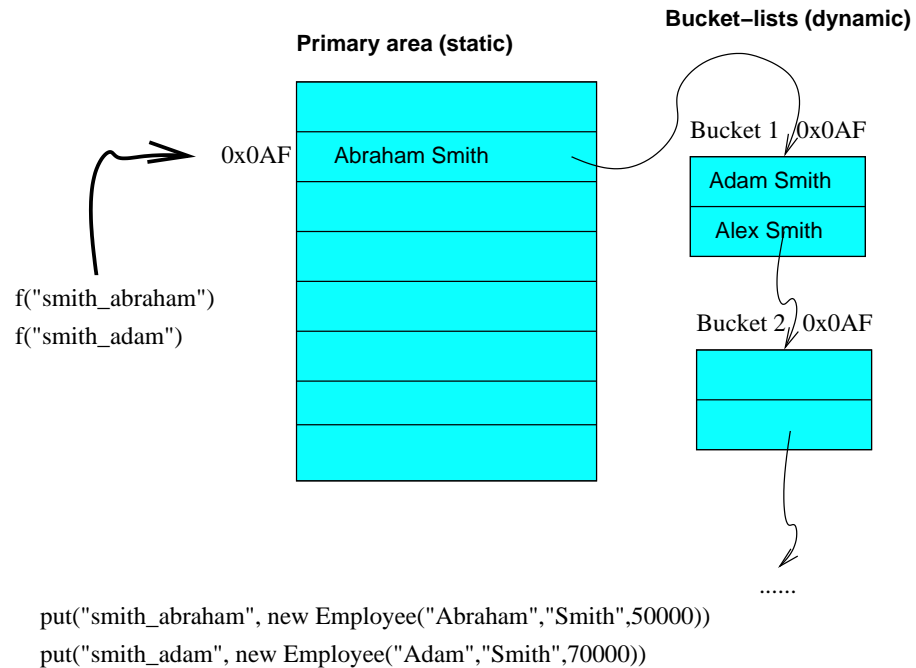 Bucket–lists (dynamic)
Primary area (static)
Bucket 1 0x0AF
0x0AF Abraham Smith
Adam Smith
Alex Smith
f("smith_abraham")
f("smith_adam")
Bucket 2 0x0AF
......
put("smith_abraham", new Employee("Abraham","Smith",50000))
put("smith_adam", new Employee("Adam","Smith",70000))